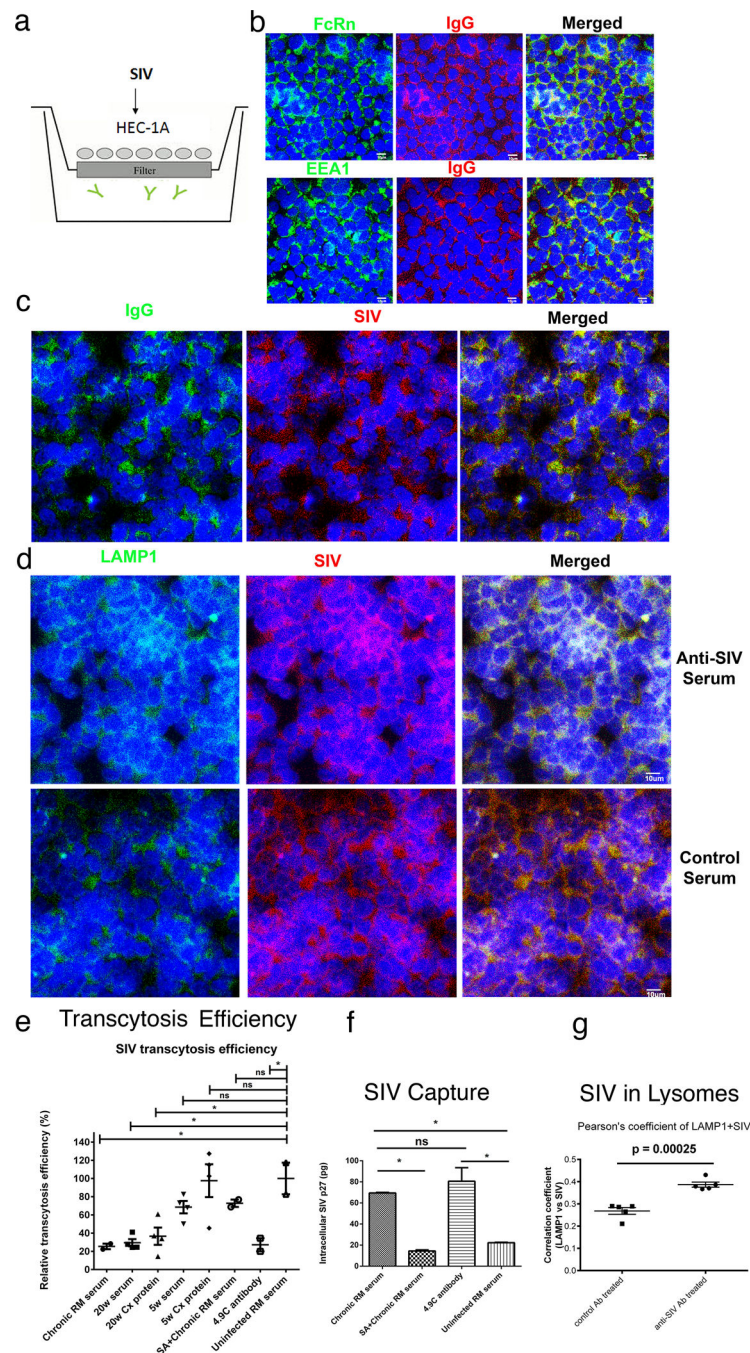 a
SIV
HEC-1A
Filter
b
FcRn IgG Merged
10μm
EEA1 IgG
10μm
c
IgG SIV Merged
d
LAMP1 SIV Merged
Anti-SIV
Serum
10μm
Control
Serum
10μm
e
Transcytosis Efficiency
SIV transcytosis efficiency
*
ns
ns
ns
*
*
*
Relative transcytosis efficiency (%)
140
120
100
80
60
40
20
0
Chronic RM serum
20w serum
20w Cx protein
5w serum
5w Cx protein
SA+Chronic RM serum
4.9C antibody
Uninfected RM serum
f
SIV Capture
*
ns
*
*
Intracellular SIV p27 (pg)
100
80
60
40
20
0
Chronic RM serum
SA+Chronic RM serum
4.9C antibody
Uninfected RM serum
g
SIV in Lysomes
Pearson's coefficient of LAMP1+SIV
p = 0.00025
Correlation coefficient
(LAMP1 vs SIV)
0.5
0.4
0.3
0.2
0.1
0.0
control Ab treated
anti-SIV Ab treated